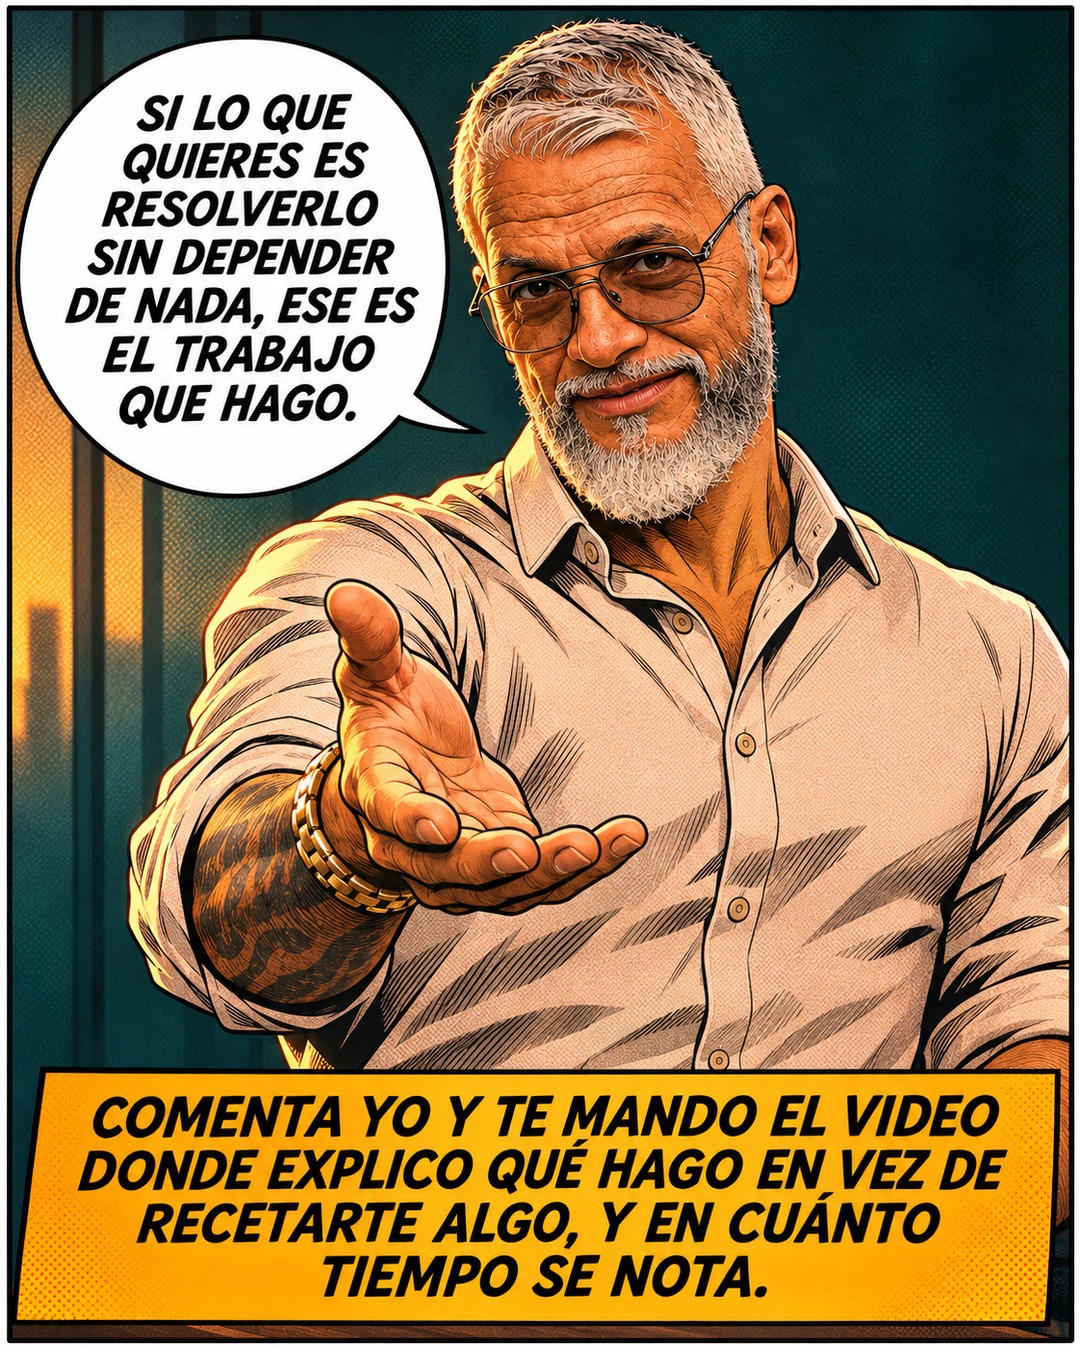 SI LO QUE
QUIERES ES
RESOLVERLO
SIN DEPENDER
DE NADA, ESE ES
EL TRABAJO
QUE HAGO.
COMENTA YO Y TE MANDO EL VIDEO
DONDE EXPLICO QUÉ HAGO EN VEZ DE
RECETARTE ALGO, Y EN CUÁNTO
TIEMPO SE NOTA.